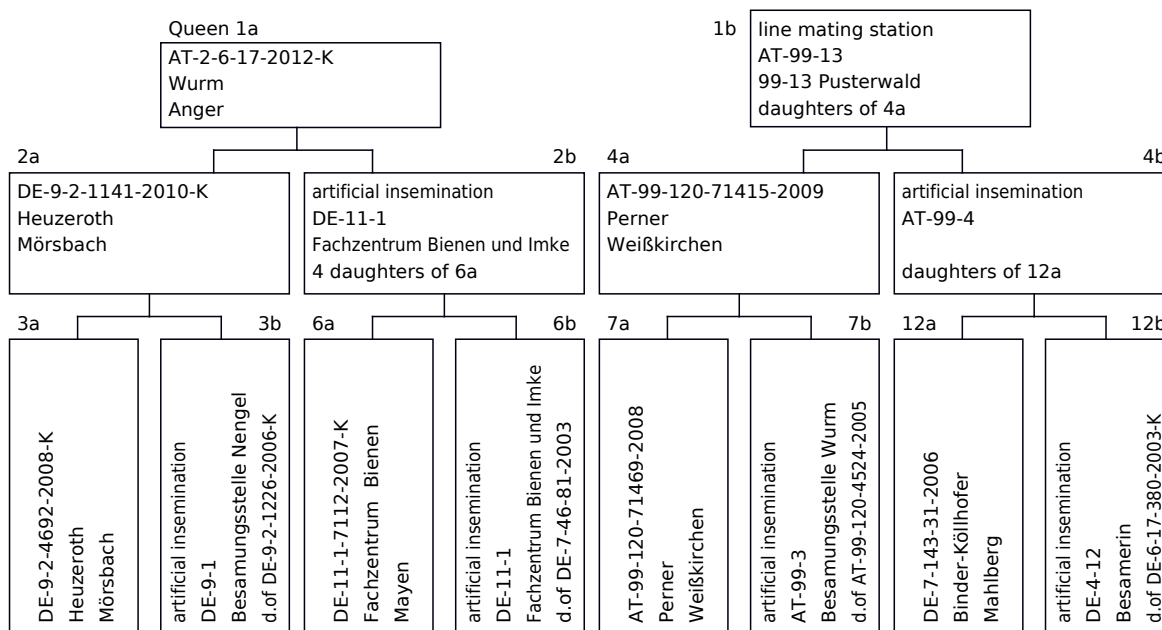 Queen 1a
AT-2-6-17-2012-K
Wurm
Anger
1b
line mating station
AT-99-13
99-13 Pusterwald
daughters of 4a
2a
DE-9-2-1141-2010-K
Heuzeroth
Mörsbach
2b
artificial insemination
DE-11-1
Fachzentrum Bienen und Imke
4 daughters of 6a
4a
AT-99-120-71415-2009
Perner
Weißkirchen
4b
artificial insemination
AT-99-4
daughters of 12a
3a
DE-9-2-4692-2008-K
Heuzeroth
Mörsbach
3b
artificial insemination
DE-9-1
Besamungsstelle Nengel
d.of DE-9-2-1226-2006-K
6a
DE-11-1-7112-2007-K
Fachzentrum Bienen
Mayen
6b
artificial insemination
DE-11-1
Fachzentrum Bienen und Imke
d.of DE-7-46-81-2003
7a
AT-99-120-71469-2008
Perner
Weißkirchen
7b
artificial insemination
AT-99-3
Besamungsstelle Wurm
d.of AT-99-120-4524-2005
12a
DE-7-143-31-2006
Binder-Köllhofer
Mahlberg
12b
artificial insemination
DE-4-12
Besamerin
d.of DE-6-17-380-2003-K